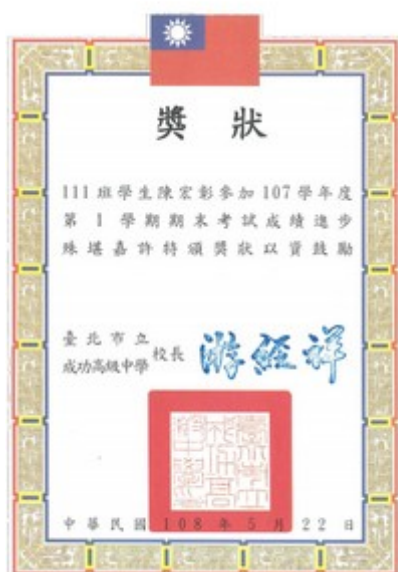 獎狀
111班學生陳宏彰參加107學年度
第1學期期末考試成績進步
殊堪嘉許特頒獎狀以資鼓勵
臺北市立
成功高級中學
校長 游經祥
中華民國108年5月22日